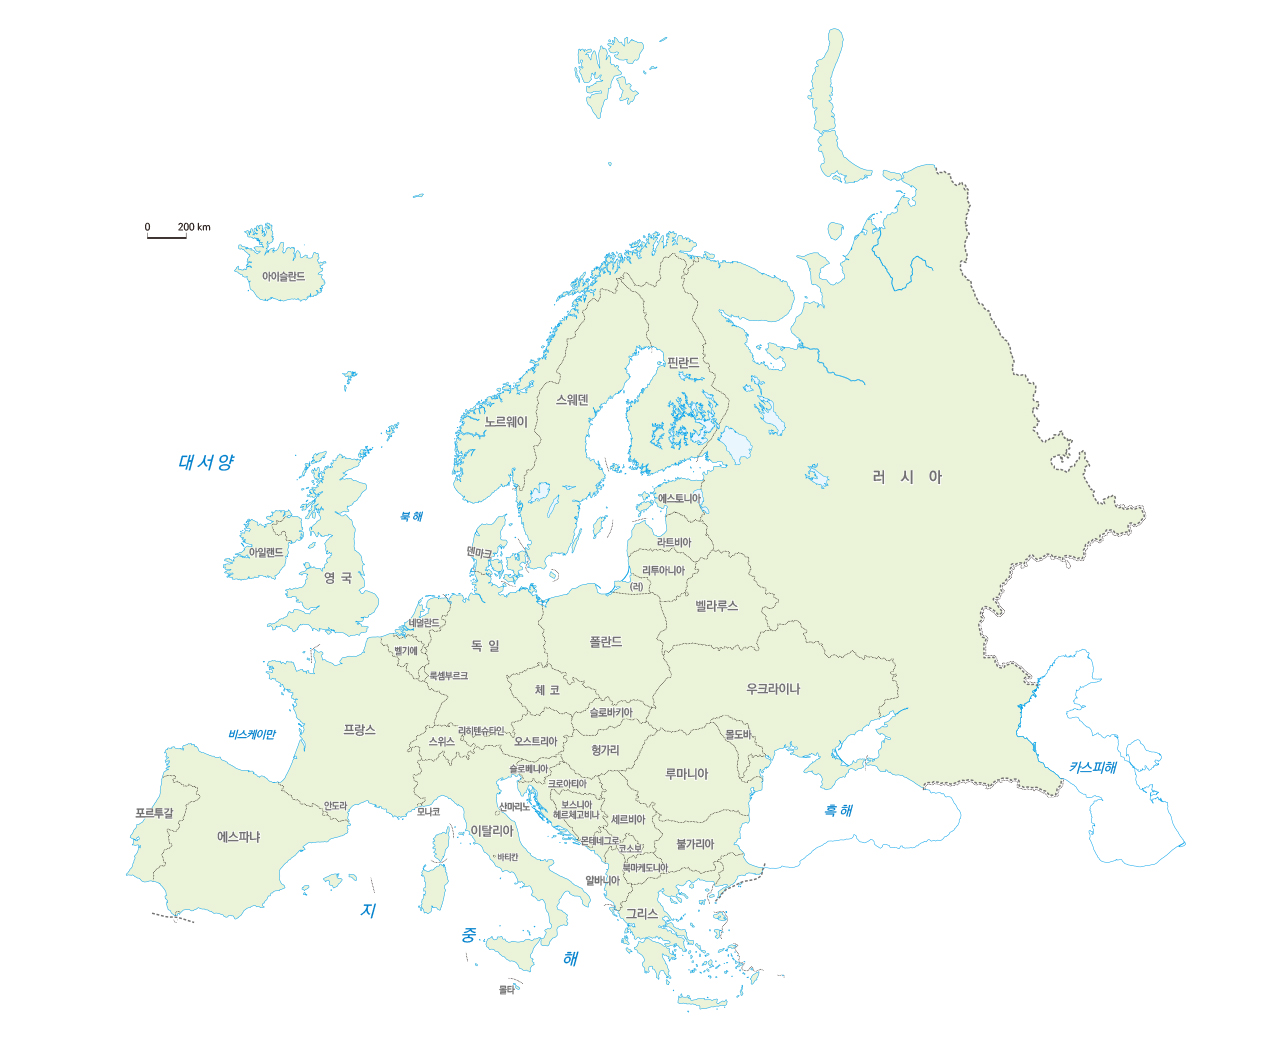 0 200 km
아이슬란드
핀란드
스웨덴
노르웨이
대서양
러 시 아
에스토니아
북해
라트비아
아일랜드
덴마크
리투아니아
영 국
(러)
벨라루스
네덜란드
독 일
폴란드
벨기에
룩셈부르크
체 코
우크라이나
슬로바키아
프랑스
리히텐슈타인
비스케이만
몰도바
스위스
오스트리아
헝가리
슬로베니아
카스피해
루마니아
크로아티아
안도라
산마리노
보스니아
헤르체고비나
포르투갈
모나코
흑해
세르비아
이탈리아
에스파냐
몬테네그로
불가리아
코소보
바티칸
북마케도니아
알바니아
지
그리스
중
해
몰타